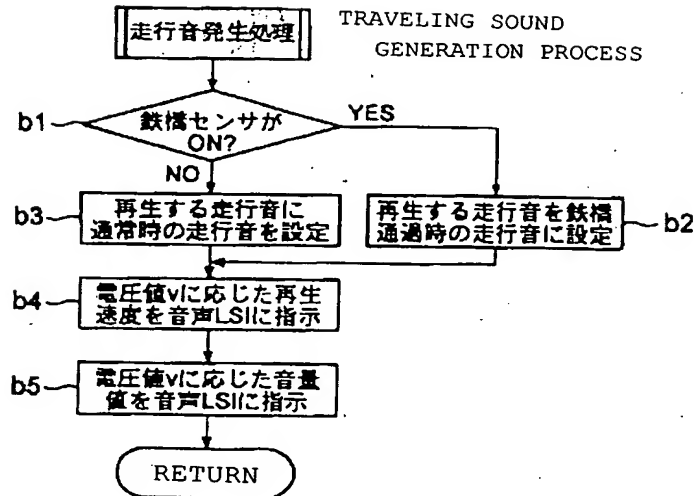 走行音発生処理
TRAVELING SOUND
GENERATION PROCESS
b1
鉄橋センサが
ON?
YES
NO
b3
再生する走行音に
通常時の走行音を設定
再生する走行音を鉄橋
通過時の走行音に設定
b2
b4
電圧値vに応じた再生
速度を音声LSIに指示
b5
電圧値vに応じた音量
値を音声LSIに指示
RETURN